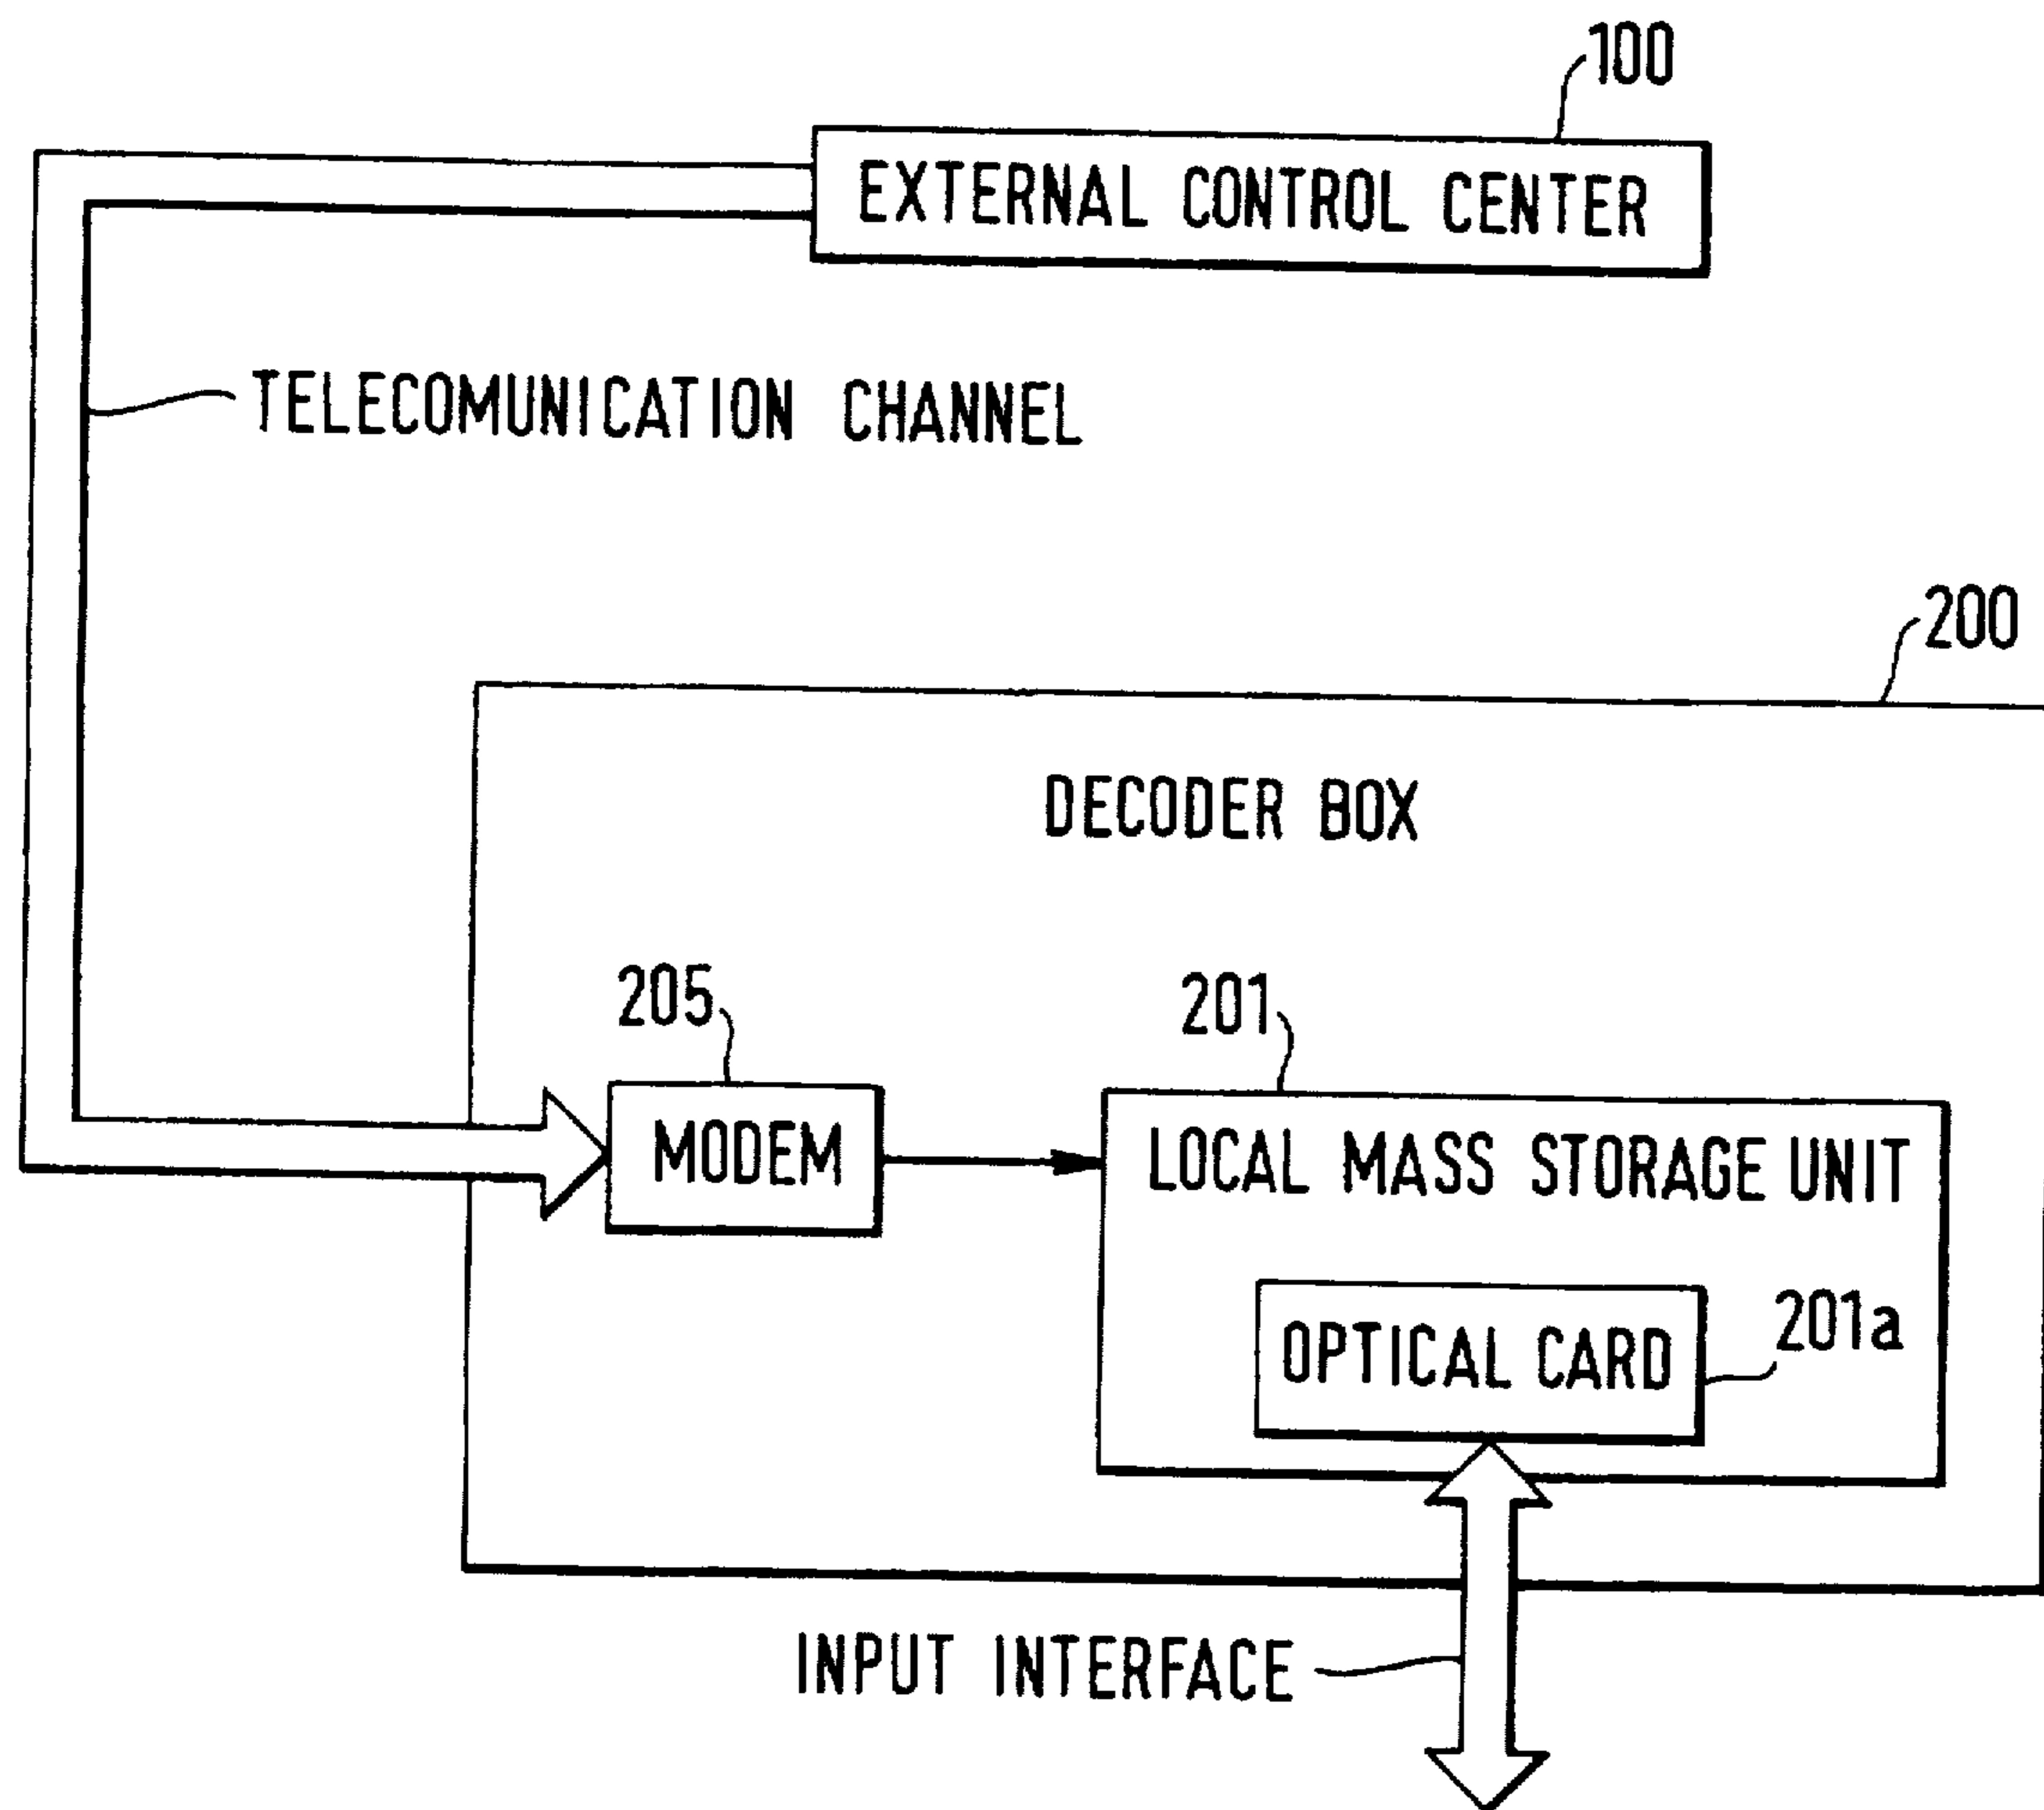 100
EXTERNAL CONTROL CENTER
TELECOMUNICATION CHANNEL
200
DECODER BOX
205
201
MODEM
LOCAL MASS STORAGE UNIT
OPTICAL CARD
201a
INPUT INTERFACE